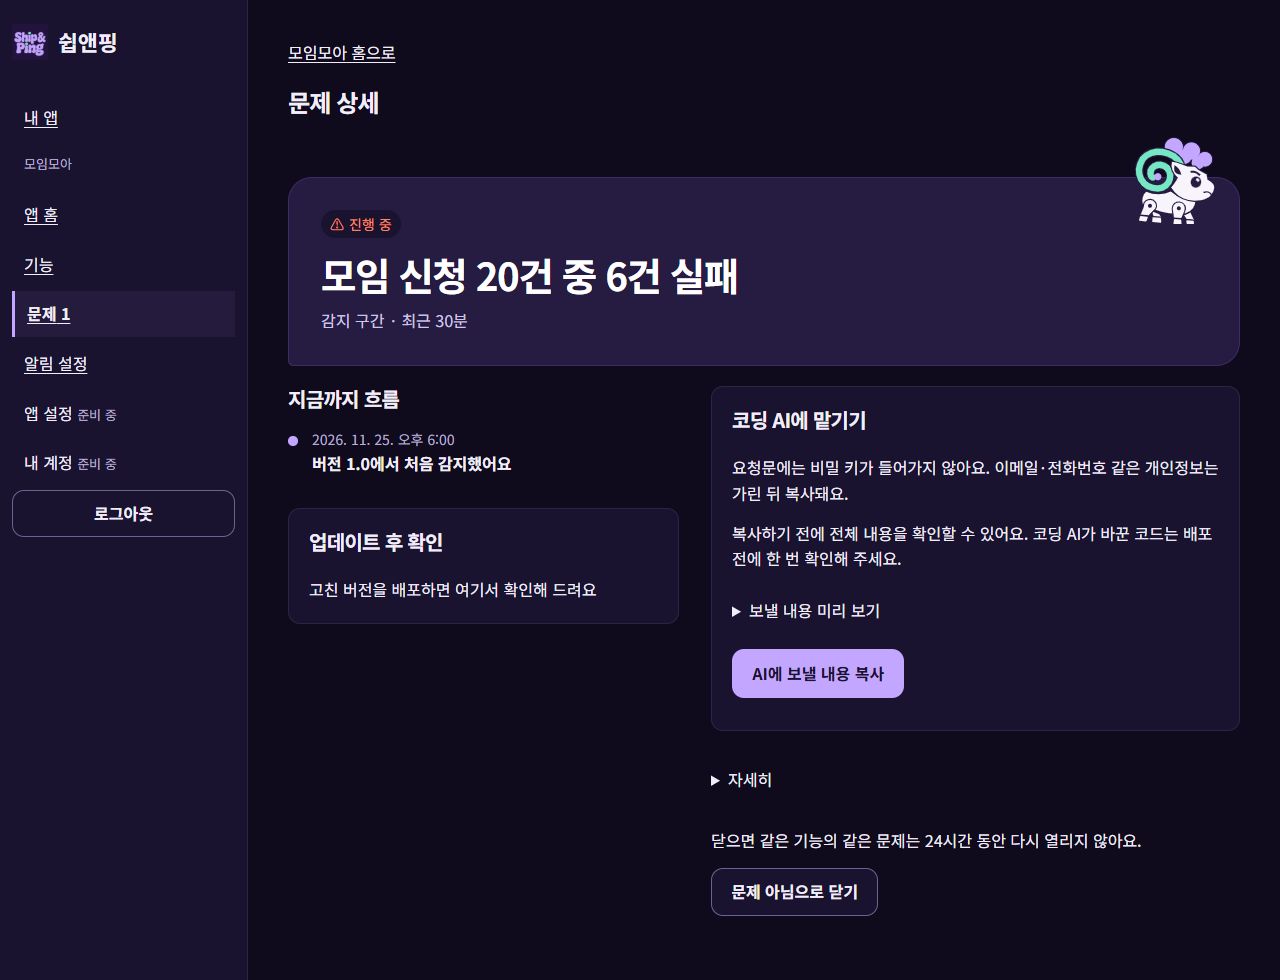 Ship&
Ping
쉽앤핑
내 앱
모임모아
앱 홈
기능
문제 1
알림 설정
앱 설정 준비 중
내 계정 준비 중
로그아웃
모임모아 홈으로
문제 상세
진행 중
모임 신청 20건 중 6건 실패
감지 구간 · 최근 30분
지금까지 흐름
2026. 11. 25. 오후 6:00
버전 1.0에서 처음 감지했어요
업데이트 후 확인
고친 버전을 배포하면 여기서 확인해 드려요
코딩 AI에 맡기기
요청문에는 비밀 키가 들어가지 않아요. 이메일·전화번호 같은 개인정보는
가린 뒤 복사돼요.
복사하기 전에 전체 내용을 확인할 수 있어요. 코딩 AI가 바꾼 코드는 배포
전에 한 번 확인해 주세요.
보낼 내용 미리 보기
AI에 보낼 내용 복사
자세히
닫으면 같은 기능의 같은 문제는 24시간 동안 다시 열리지 않아요.
문제 아님으로 닫기